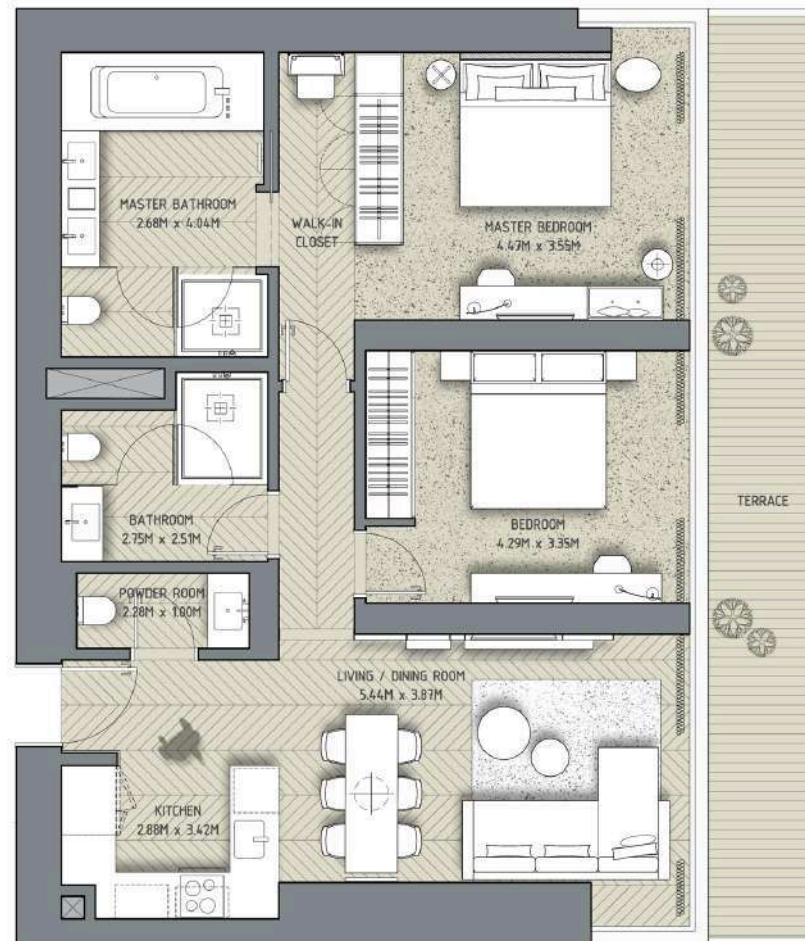 MASTER BATHROOM
2.68M x 4.04M
WALK-IN
CLOSET
MASTER BEDROOM
4.47M x 3.55M
TERRACE
BATHROOM
2.75M x 2.51M
BEDROOM
4.29M x 3.35M
POWDER ROOM
2.28M x 1.00M
LIVING / DINING ROOM
5.44M x 3.87M
KITCHEN
2.88M x 3.42M